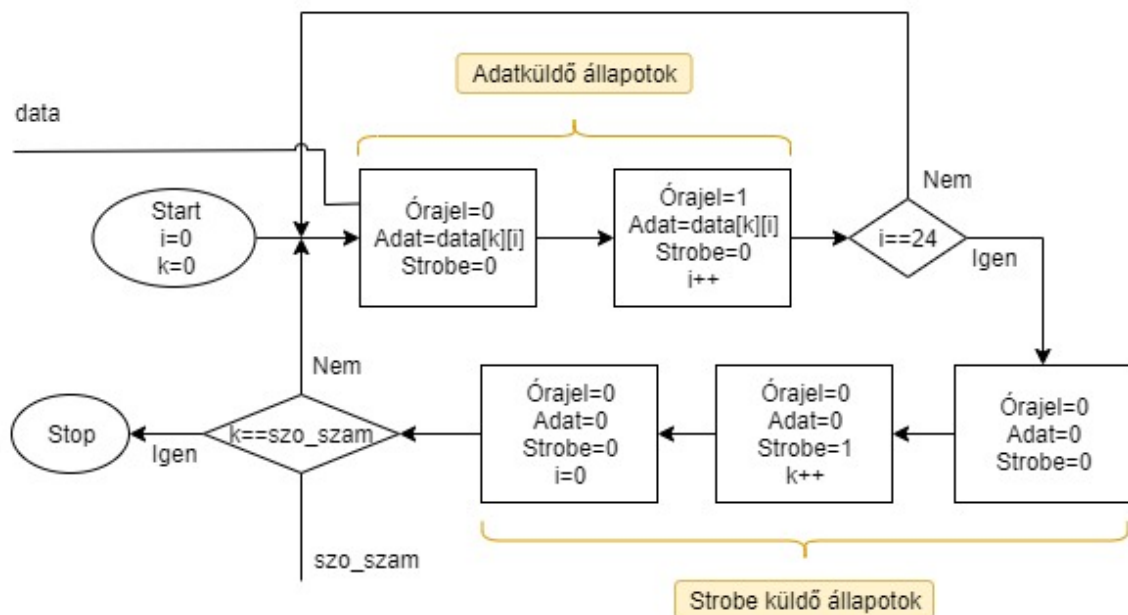 Adatküldő állapotok
data
Start
i=0
k=0
Órajel=0
Adat=data[k][i]
Strobe=0
Órajel=1
Adat=data[k][i]
Strobe=0
i++
Nem
i==24
Igen
Nem
Stop
Igen
k==szo_szam
szo_szam
Órajel=0
Adat=0
Strobe=0
i=0
Órajel=0
Adat=0
Strobe=1
k++
Órajel=0
Adat=0
Strobe=0
Strobe küldő állapotok